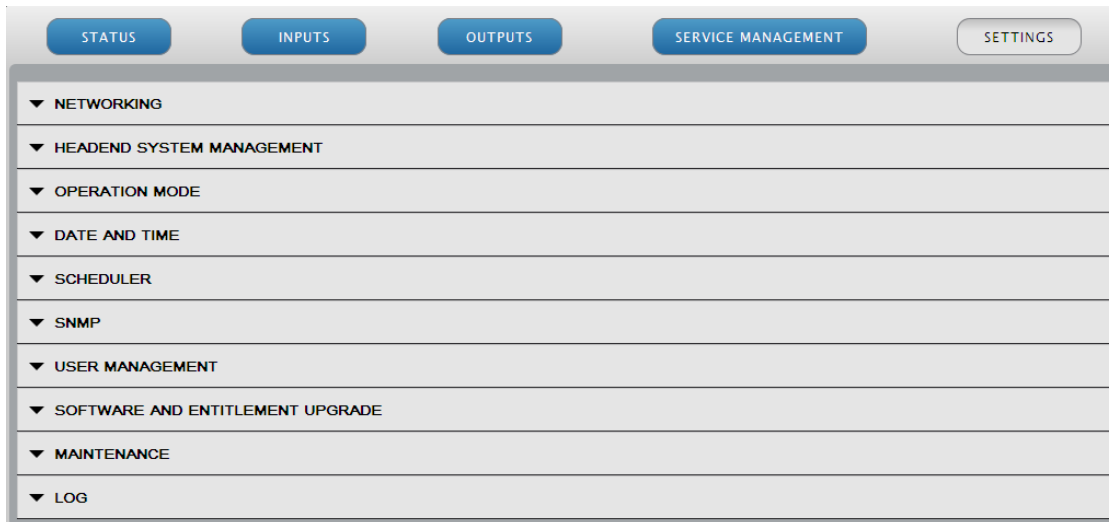 STATUS INPUTS OUTPUTS SERVICE MANAGEMENT SETTINGS
NETWORKING
HEADEND SYSTEM MANAGEMENT
OPERATION MODE
DATE AND TIME
SCHEDULER
SNMP
USER MANAGEMENT
SOFTWARE AND ENTITLEMENT UPGRADE
MAINTENANCE
LOG